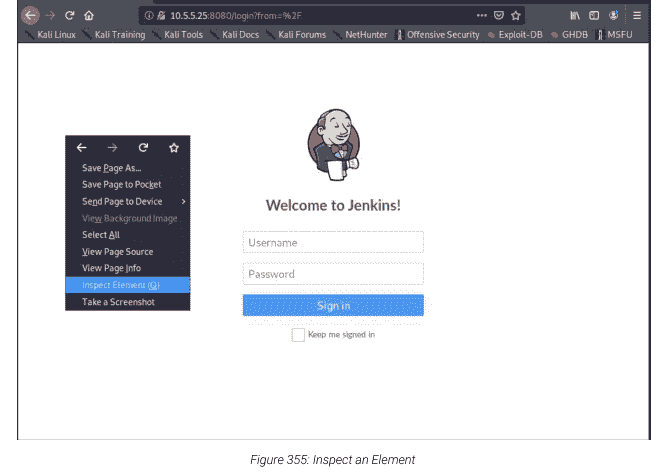 10.5.5.25:8080/login?from=%2F
Kali Linux Kali Training Kali Tools Kali Docs Kali Forums NetHunter Offensive Security Exploit-DB GHDB MSFU
Save Page As...
Save Page to Pocket
Send Page to Device
View Background Image
Select All
View Page Source
View Page Info
Inspect Element (Q)
Take a Screenshot
Welcome to Jenkins!
Username
Password
Sign in
Keep me signed in
Figure 355: Inspect an Element